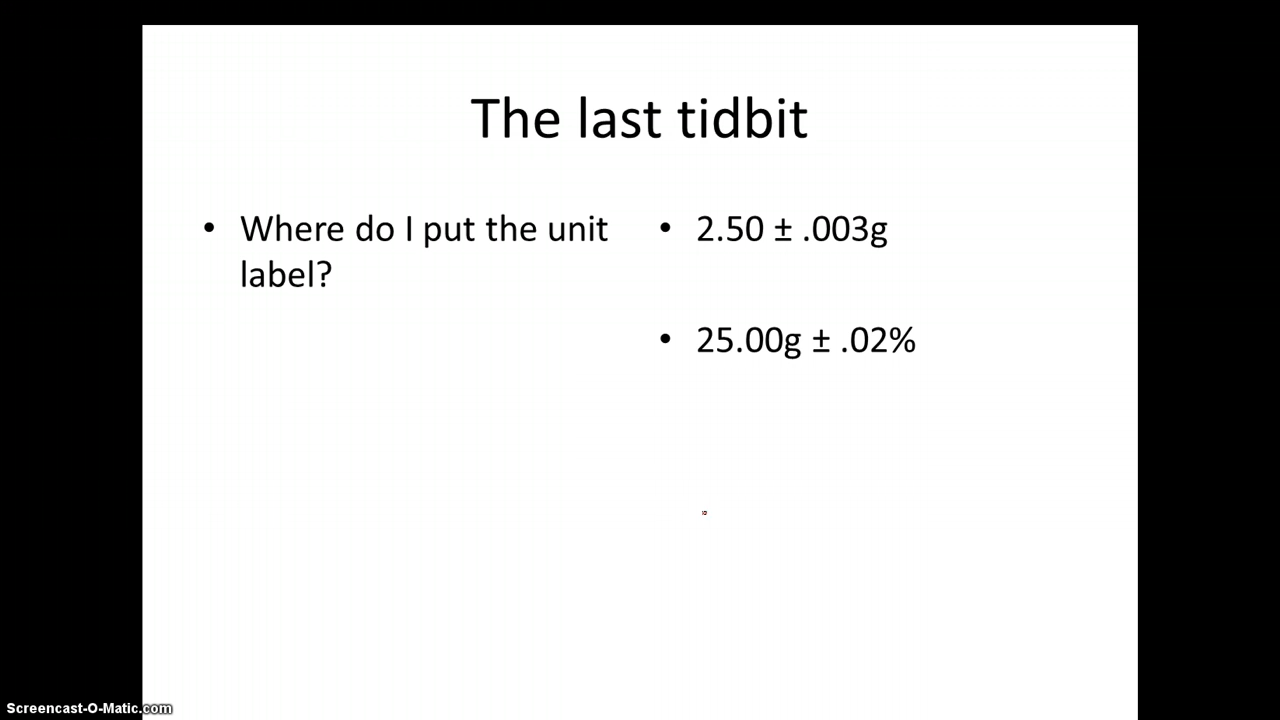 The last tidbit
• Where do I put the unit
label?
• 2.50 ± .003g
• 25.00g ± .02%
Screencast-O-Matic.com